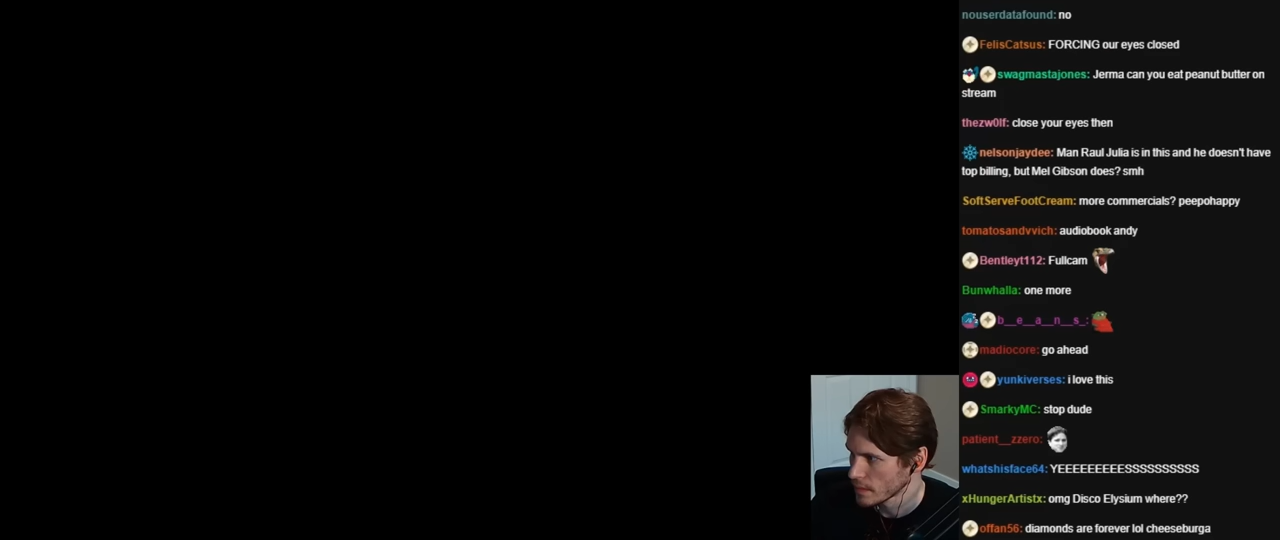 nouserdatafound: no
FelisCatsus: FORCING our eyes closed
swagmastajones: Jerma can you eat peanut butter on
stream
thezw0lf: close your eyes then
nelsonjaydee: Man Raul Julia is in this and he doesn't have
top billing, but Mel Gibson does? smh
SoftServeFootCream: more commercials? peepohappy
tomatosandvvich: audiobook andy
Bentleyt112: Fullcam
Bunwhalla: one more
b__e__a__n__s_:
madiocore: go ahead
yunkiverses: i love this
SmarkyMC: stop dude
patient__zzero:
whatshisface64: YEEEEEEEEESSSSSSSSSS
xHungerArtistx: omg Disco Elysium where??
offan56: diamonds are forever lol cheeseburga